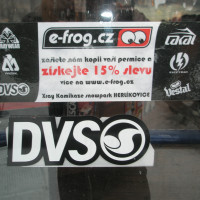 e-frog.cz
zašlete nám kopii vaší permice a
získejte 15% slevu
více na www.e-frog.cz
Xray Kamikaze snowpark HERLÍKOVICE
DVS
Vestal
DVS